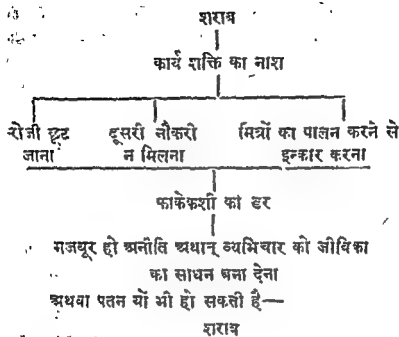 शराब
कार्य शक्ति का नाश
रोजी छूट जाना
दूसरी नौकरी न मिलना
मित्रों का पालन करने से इन्कार करना
फाकेकशी का डर
मजबूर हो अनीति अर्थात् व्यभिचार को जीविका
का साधन बना देना
अथवा पतन यों भी हो सकती है—
शराब